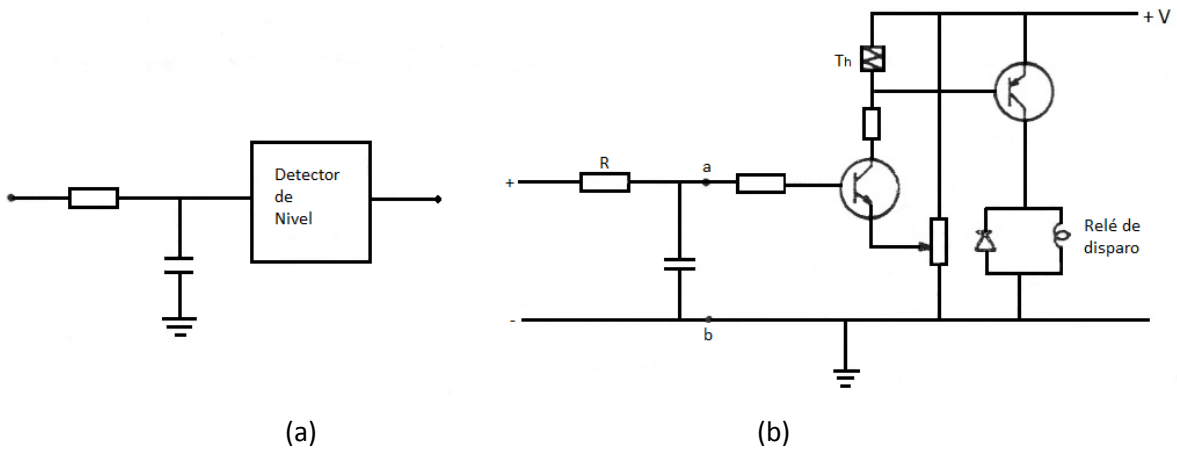 Detector
de
Nivel
(a)
+ V
Th
R
a
+
-
b
Relé de
disparo
(b)